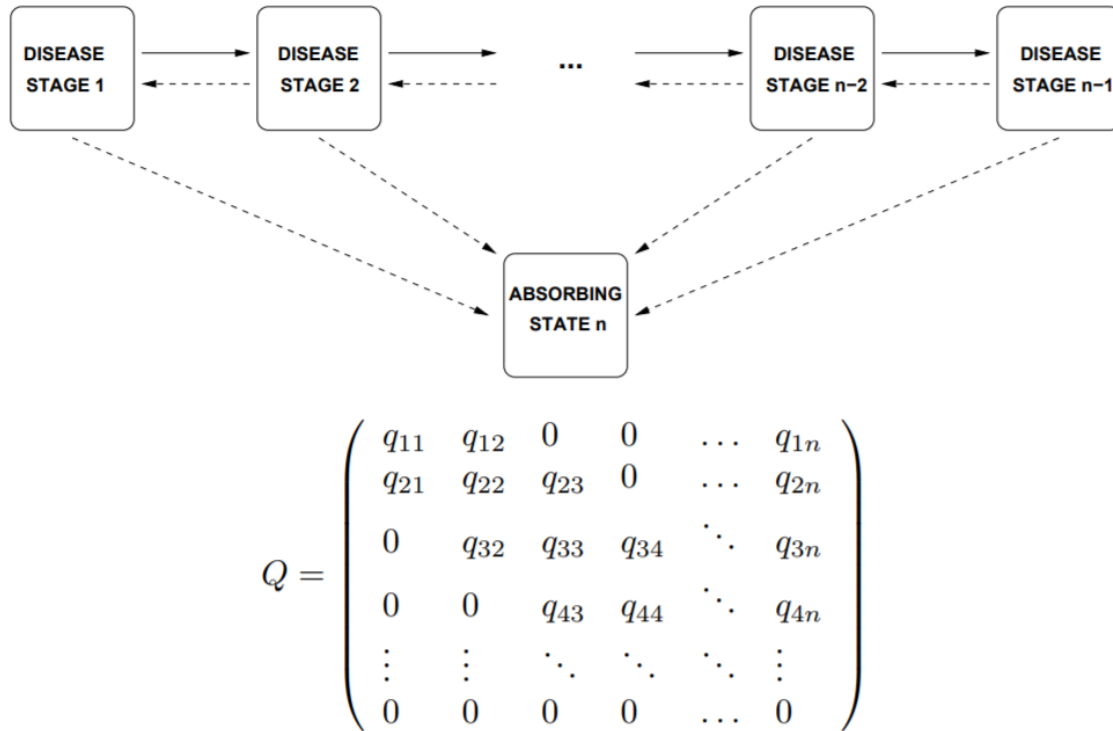 DISEASE STAGE 1
DISEASE STAGE 2
...
DISEASE STAGE n−2
DISEASE STAGE n−1
ABSORBING STATE n
Q = 
q₁₁ q₁₂ 0 0 … q₁ₙ
q₂₁ q₂₂ q₂₃ 0 … q₂ₙ
0 q₃₂ q₃₃ q₃₄ ⋱ q₃ₙ
0 0 q₄₃ q₄₄ ⋱ q₄ₙ
⋮ ⋮ ⋱ ⋱ ⋱ ⋮
0 0 0 0 … 0